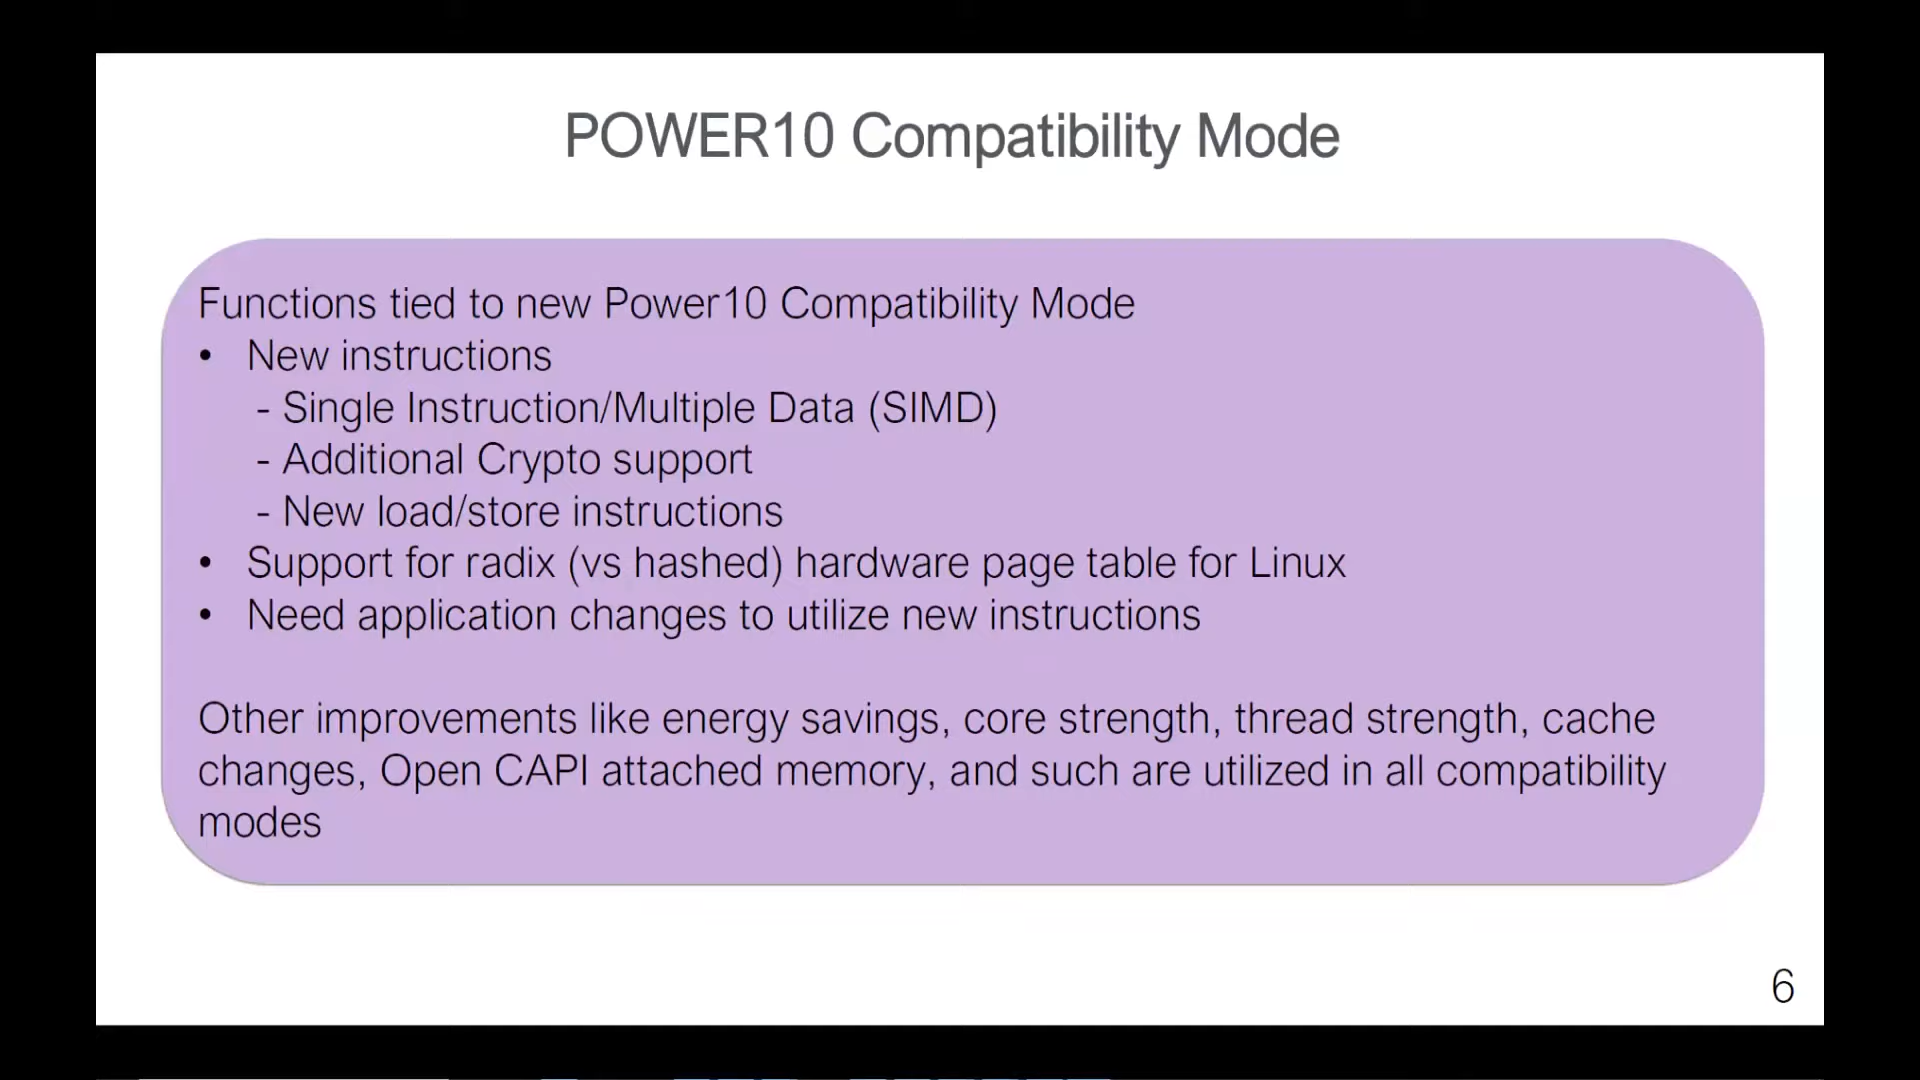 POWER10 Compatibility Mode
Functions tied to new Power10 Compatibility Mode
• New instructions
- Single Instruction/Multiple Data (SIMD)
- Additional Crypto support
- New load/store instructions
• Support for radix (vs hashed) hardware page table for Linux
• Need application changes to utilize new instructions
Other improvements like energy savings, core strength, thread strength, cache
changes, Open CAPI attached memory, and such are utilized in all compatibility
modes
6